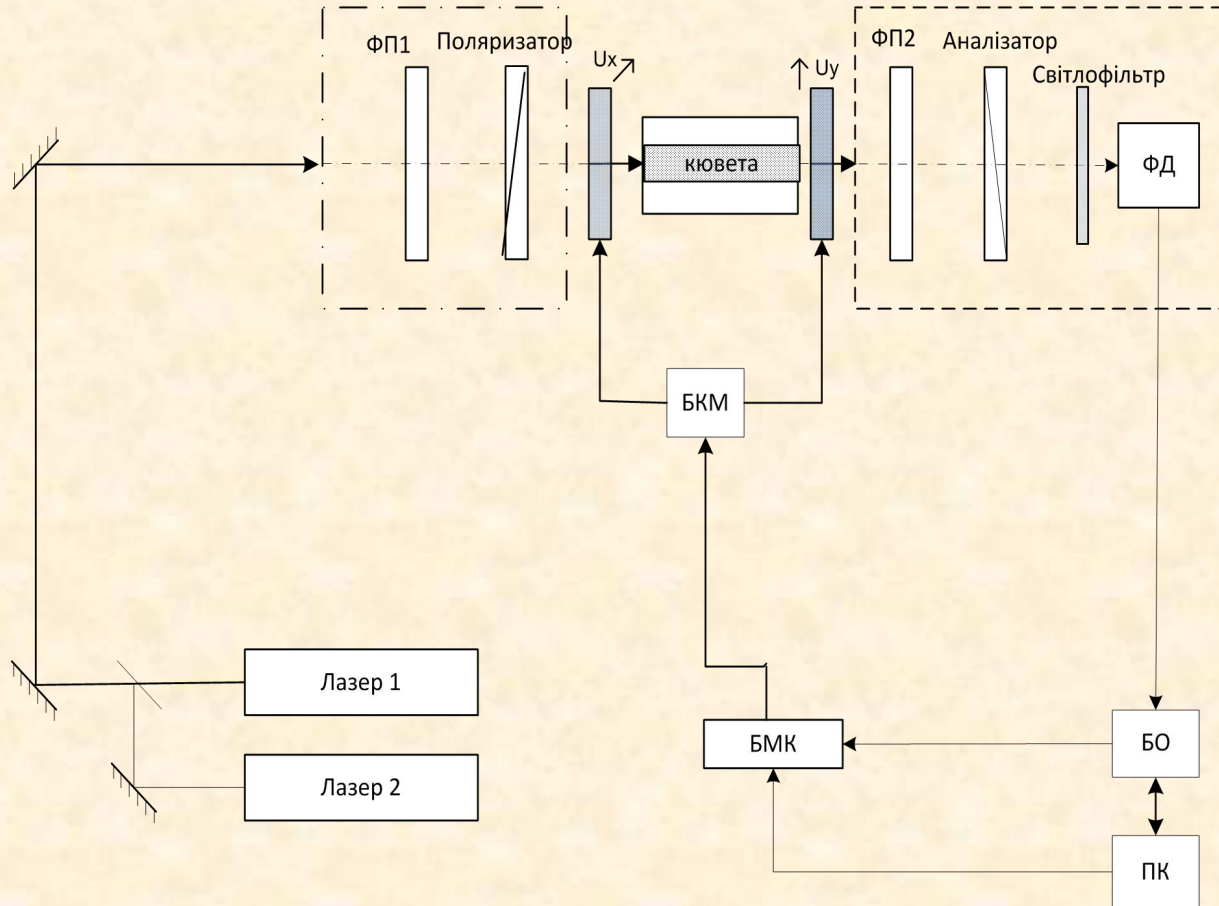 ФП1
Поляризатор
Ux
Uy
ФП2
Аналізатор
Світлофільтр
кювета
ФД
БКМ
Лазер 1
Лазер 2
БМК
БО
ПК